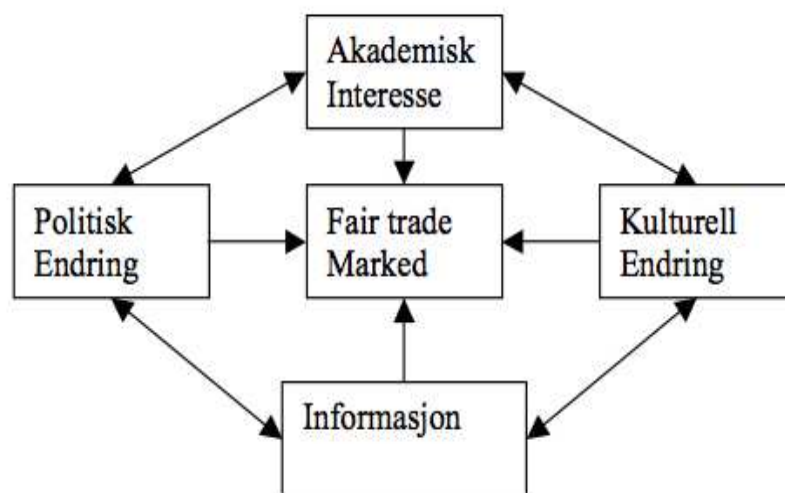 Akademisk
Interesse
Politisk
Endring
Fair trade
Marked
Kulturell
Endring
Informasjon